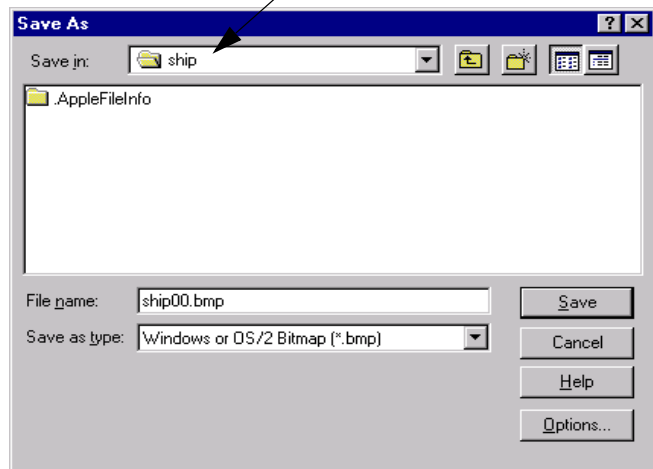 Save As
Save in: ship
.AppleFileInfo
File name: ship00.bmp Save
Save as type: Windows or OS/2 Bitmap (*.bmp) Cancel
Help
Options...